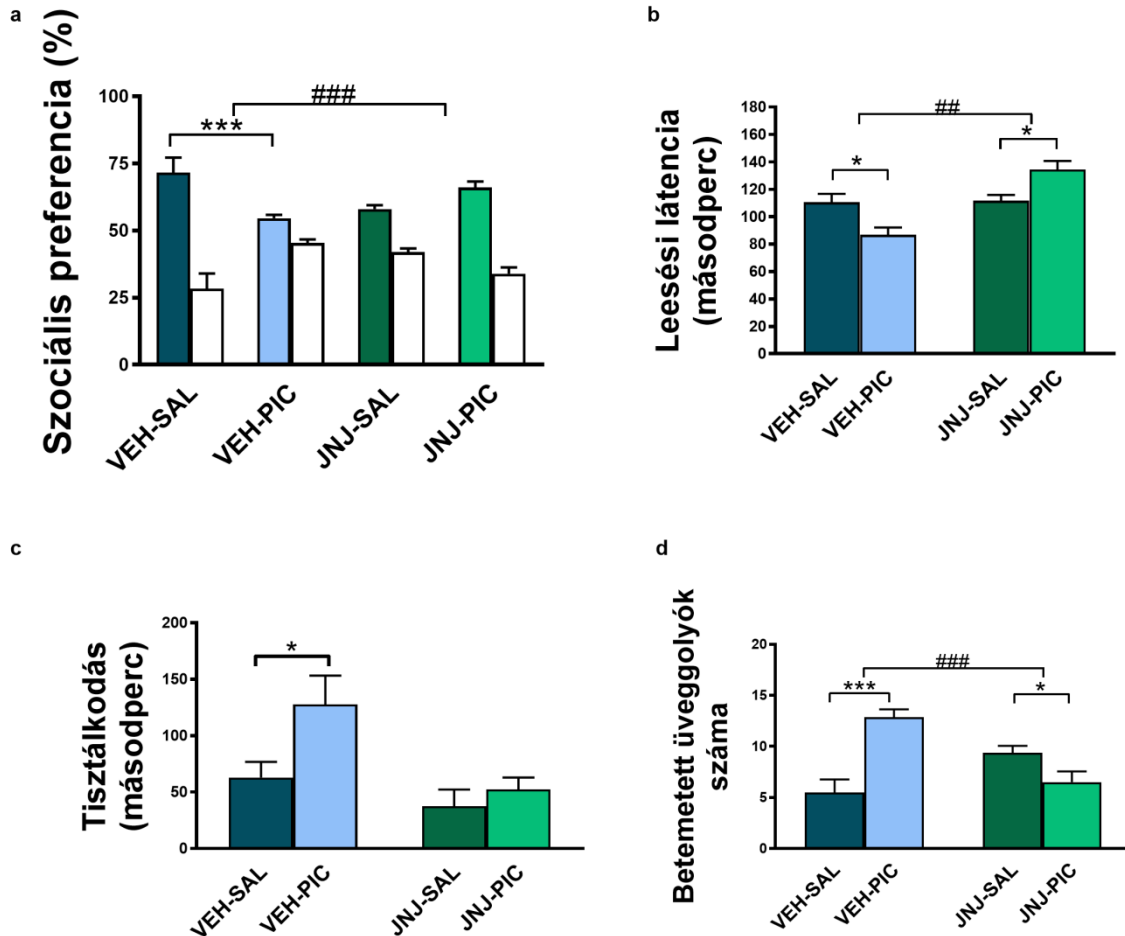 a
Szociális preferencia (%)
100
75
50
25
0
***
###
VEH-SAL
VEH-PIC
JNJ-SAL
JNJ-PIC
b
Leesési látencia
(másodperc)
180
160
140
120
100
80
60
40
20
0
*
##
*
VEH-SAL
VEH-PIC
JNJ-SAL
JNJ-PIC
c
Tisztálkodás
(másodperc)
200
150
100
50
0
*
VEH-SAL
VEH-PIC
JNJ-SAL
JNJ-PIC
d
Betemetett üveggolyók
száma
20
15
10
5
0
***
###
*
VEH-SAL
VEH-PIC
JNJ-SAL
JNJ-PIC